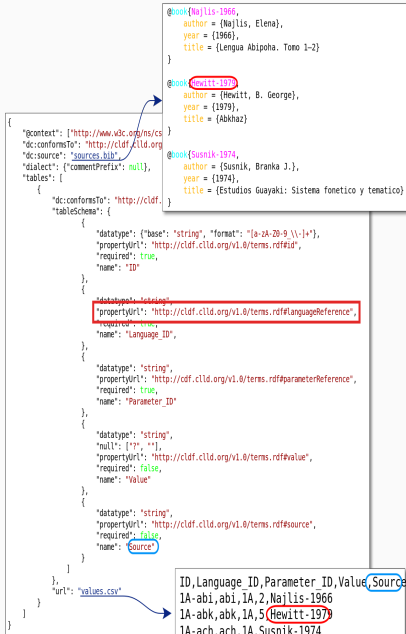 @book{Najlis-1966,
author = {Najlis, Elena},
year = {1966},
title = {Lengua Abipoha. Tomo 1–2}
}
@book{Hewitt-1979,
author = {Hewitt, B. George},
year = {1979},
title = {Abkhaz}
}
@book{Susnik-1974,
author = {Susnik, Branka J.},
year = {1974},
title = {Estudios Guayaki: Sistema fonetico y tematico}
}
{
"@context": ["http://www.w3c.org/ns/cs
"dc:conformsTo": "http://cldf.cl
"dc:source": "sources.bib",
"dialect": {"commentPrefix": null},
"tables": [
{
"dc:conformsTo": "http://cldf.
"tableSchema": {
{
"datatype": {"base": "string", "format": "[a-zA-Z0-9_\\-]+"},
"propertyUrl": "http://cldf.clld.org/v1.0/terms.rdf#id",
"required": true,
"name": "ID"
},
{
"datatype": "string",
"propertyUrl": "http://cldf.clld.org/v1.0/terms.rdf#languageReference",
"required": true,
"name": "Language_ID",
},
{
"datatype": "string",
"propertyUrl": "http://cdf.clld.org/v1.0/terms.rdf#parameterReference",
"required": true,
"name": "Parameter_ID"
},
{
"datatype": "string",
"null": ["?", ""],
"propertyUrl": "http://cldf.clld.org/v1.0/terms.rdf#value",
"required": false,
"name": "Value"
},
{
"datatype": "string",
"propertyUrl": "http://cldf.clld.org/v1.0/terms.rdf#source",
"required": false,
"name": "Source"
}
]
},
"url": "values.csv"
}
]
}
ID,Language_ID,Parameter_ID,Value,Source
1A-abi,abi,1A,2,Najlis-1966
1A-abk,abk,1A,5,Hewitt-1979
1A-ach,ach,1A,Susnik-1974